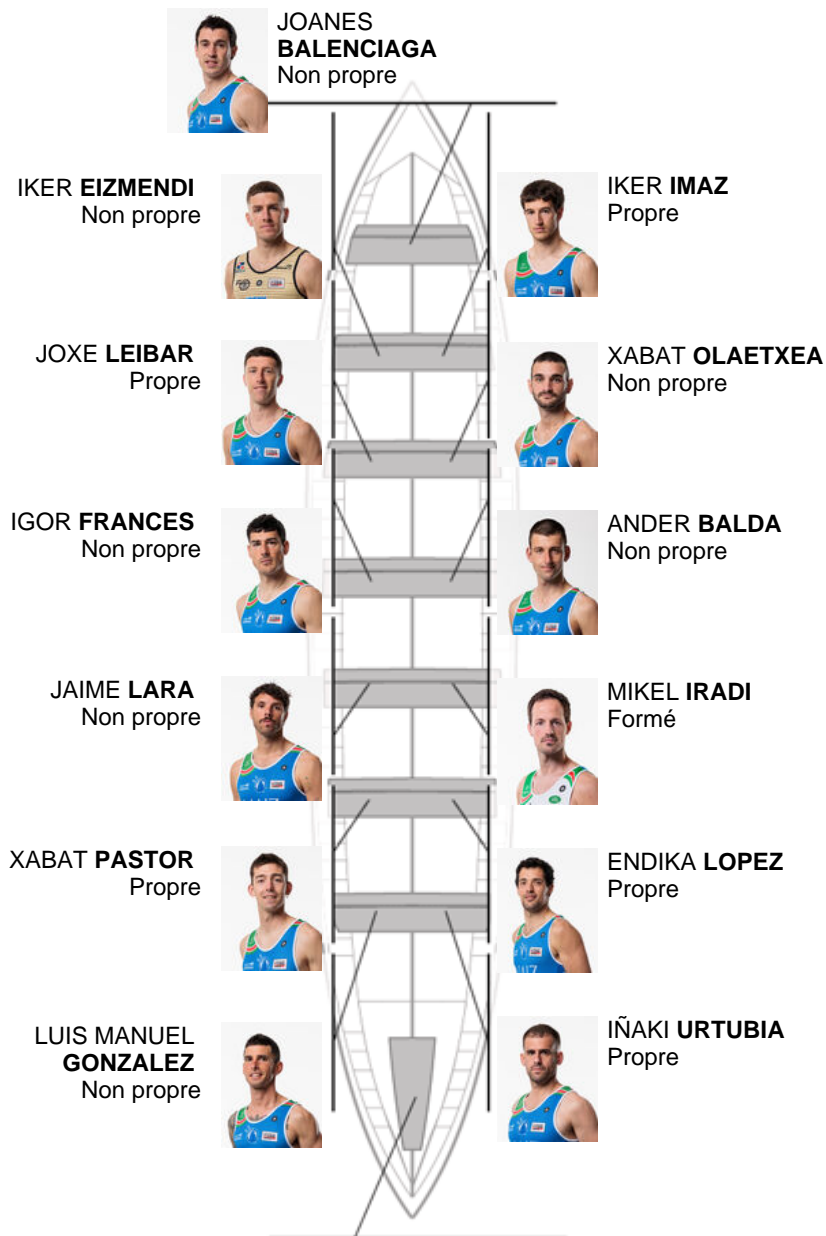 JOANES
BALENCIAGA
Non propre
IKER EIZMENDI
Non propre
IKER IMAZ
Propre
JOXE LEIBAR
Propre
XABAT OLAETXEA
Non propre
IGOR FRANCES
Non propre
ANDER BALDA
Non propre
JAIME LARA
Non propre
MIKEL IRADI
Formé
XABAT PASTOR
Propre
ENDIKA LOPEZ
Propre
LUIS MANUEL
GONZALEZ
Non propre
IÑAKI URTUBIA
Propre